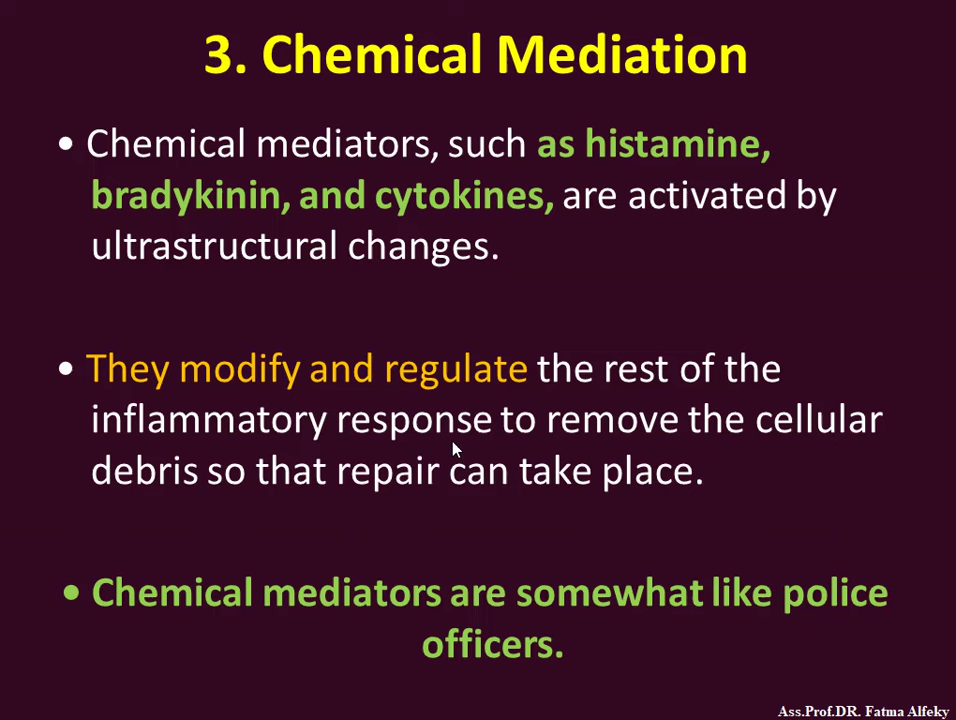 3. Chemical Mediation
• Chemical mediators, such as histamine,
bradykinin, and cytokines, are activated by
ultrastructural changes.
• They modify and regulate the rest of the
inflammatory response to remove the cellular
debris so that repair can take place.
• Chemical mediators are somewhat like police
officers.
Ass.Prof.DR. Fatma Alfeky